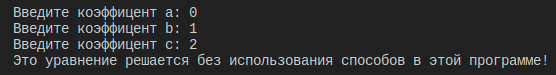 Введите коэффицент a: 0
Введите коэффицент b: 1
Введите коэффицент c: 2
Это уравнение решается без использования способов в этой программе!